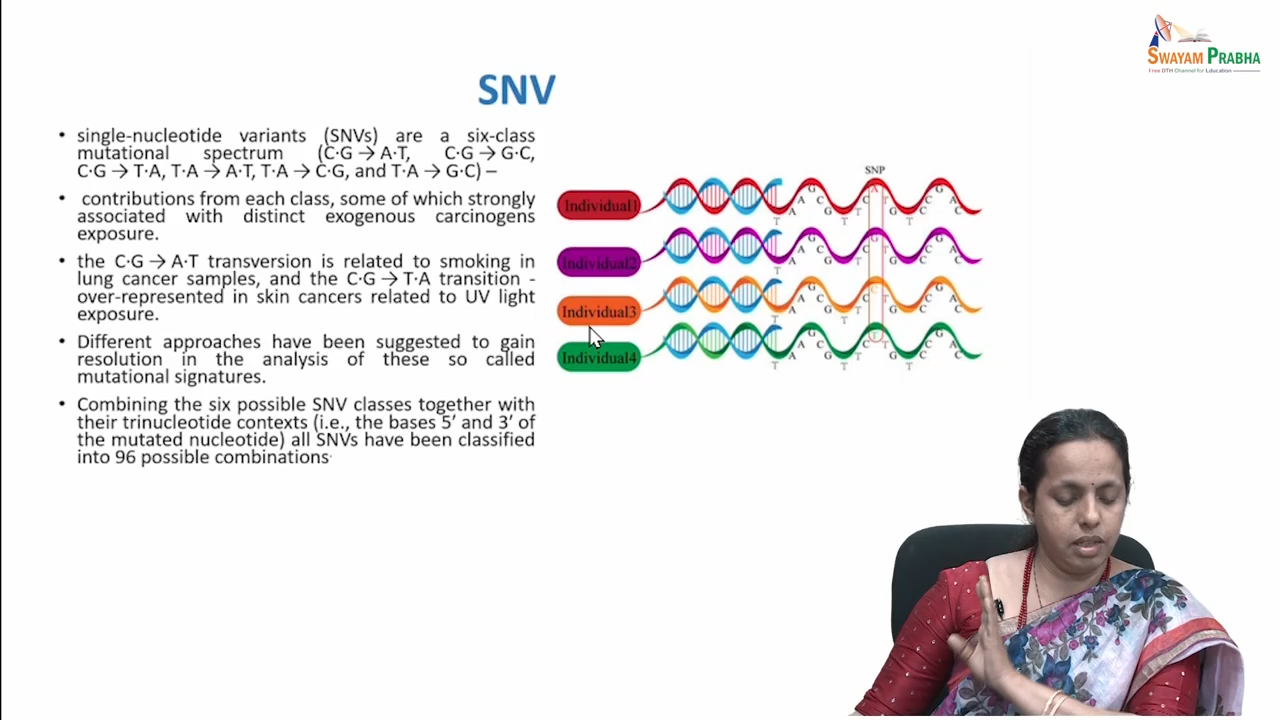 SWAYAM PRABHA
Free DTH Channel for Education
SNV
• single-nucleotide variants (SNVs) are a six-class
mutational spectrum (C·G → A·T, C·G → G·C,
C·G → T·A, T·A → A·T, T·A → C·G, and T·A → G·C) –
• contributions from each class, some of which strongly
associated with distinct exogenous carcinogens
exposure.
• the C·G → A·T transversion is related to smoking in
lung cancer samples, and the C·G → T·A transition -
over-represented in skin cancers related to UV light
exposure.
• Different approaches have been suggested to gain
resolution in the analysis of these so called
mutational signatures.
• Combining the six possible SNV classes together with
their trinucleotide contexts (i.e., the bases 5′ and 3′ of
the mutated nucleotide) all SNVs have been classified
into 96 possible combinations
SNP
Individual1
T A A G C G T C A T G T C C G A C
Individual2
T A A G C G T C G T G T C C G A C
Individual3
T A A G C G T C C T G T C C G A C
Individual4
T A A G C G T C T T G T C C G A C